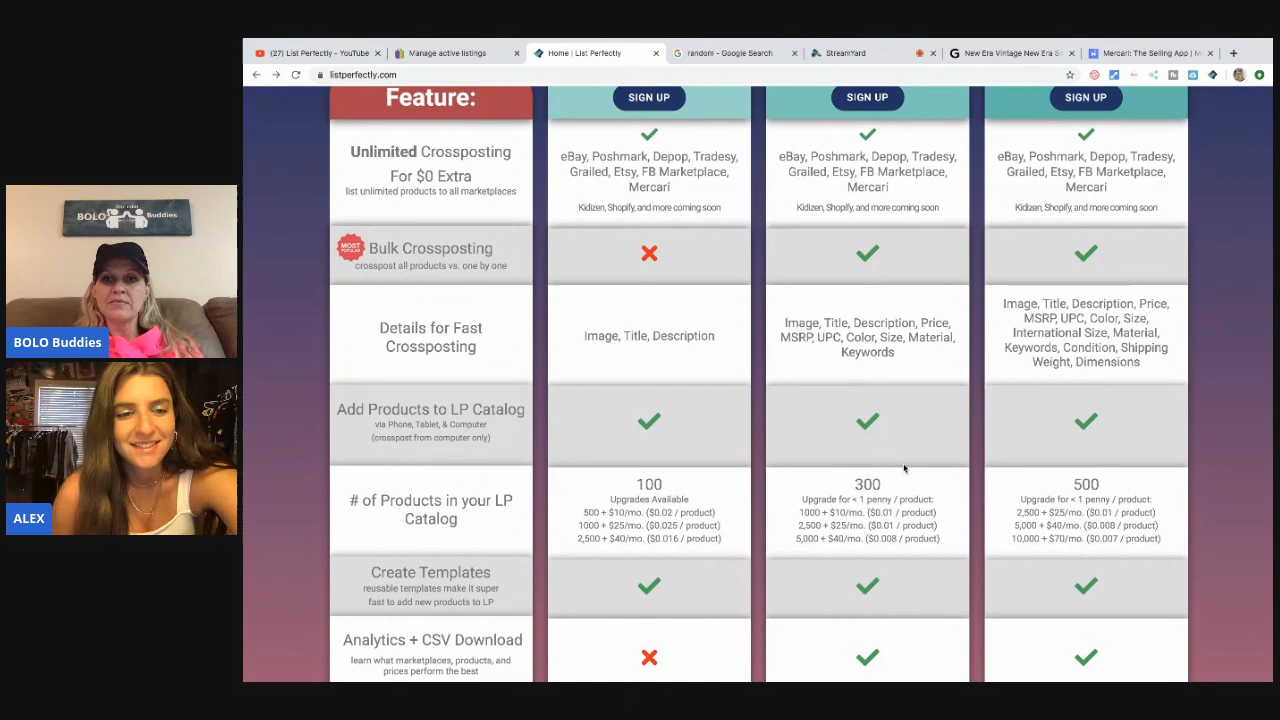 (27) List Perfectly - YouTube
Manage active listings
Home | List Perfectly
random - Google Search
StreamYard
New Era Vintage New Era S
Mercari: The Selling App | M
listperfectly.com
Feature:
SIGN UP
SIGN UP
SIGN UP
Unlimited Crossposting
For $0 Extra
list unlimited products to all marketplaces
eBay, Poshmark, Depop, Tradesy,
Grailed, Etsy, FB Marketplace,
Mercari
Kidizen, Shopify, and more coming soon
eBay, Poshmark, Depop, Tradesy,
Grailed, Etsy, FB Marketplace,
Mercari
Kidizen, Shopify, and more coming soon
eBay, Poshmark, Depop, Tradesy,
Grailed, Etsy, FB Marketplace,
Mercari
Kidizen, Shopify, and more coming soon
MOST
POPULAR
Bulk Crossposting
crosspost all products vs. one by one
Details for Fast
Crossposting
Image, Title, Description
Image, Title, Description, Price,
MSRP, UPC, Color, Size, Material,
Keywords
Image, Title, Description, Price,
MSRP, UPC, Color, Size,
International Size, Material,
Keywords, Condition, Shipping
Weight, Dimensions
Add Products to LP Catalog
via Phone, Tablet, & Computer
(crosspost from computer only)
# of Products in your LP
Catalog
100
Upgrades Available
500 + $10/mo. ($0.02 / product)
1000 + $25/mo. ($0.025 / product)
2,500 + $40/mo. ($0.016 / product)
300
Upgrade for < 1 penny / product:
1000 + $10/mo. ($0.01 / product)
2,500 + $25/mo. ($0.01 / product)
5,000 + $40/mo. ($0.008 / product)
500
Upgrade for < 1 penny / product:
2,500 + $25/mo. ($0.01 / product)
5,000 + $40/mo. ($0.008 / product)
10,000 + $70/mo. ($0.007 / product)
Create Templates
reusable templates make it super
fast to add new products to LP
Analytics + CSV Download
learn what marketplaces, products, and
prices perform the best
BOLO Buddies
BOLO Buddies
ALEX